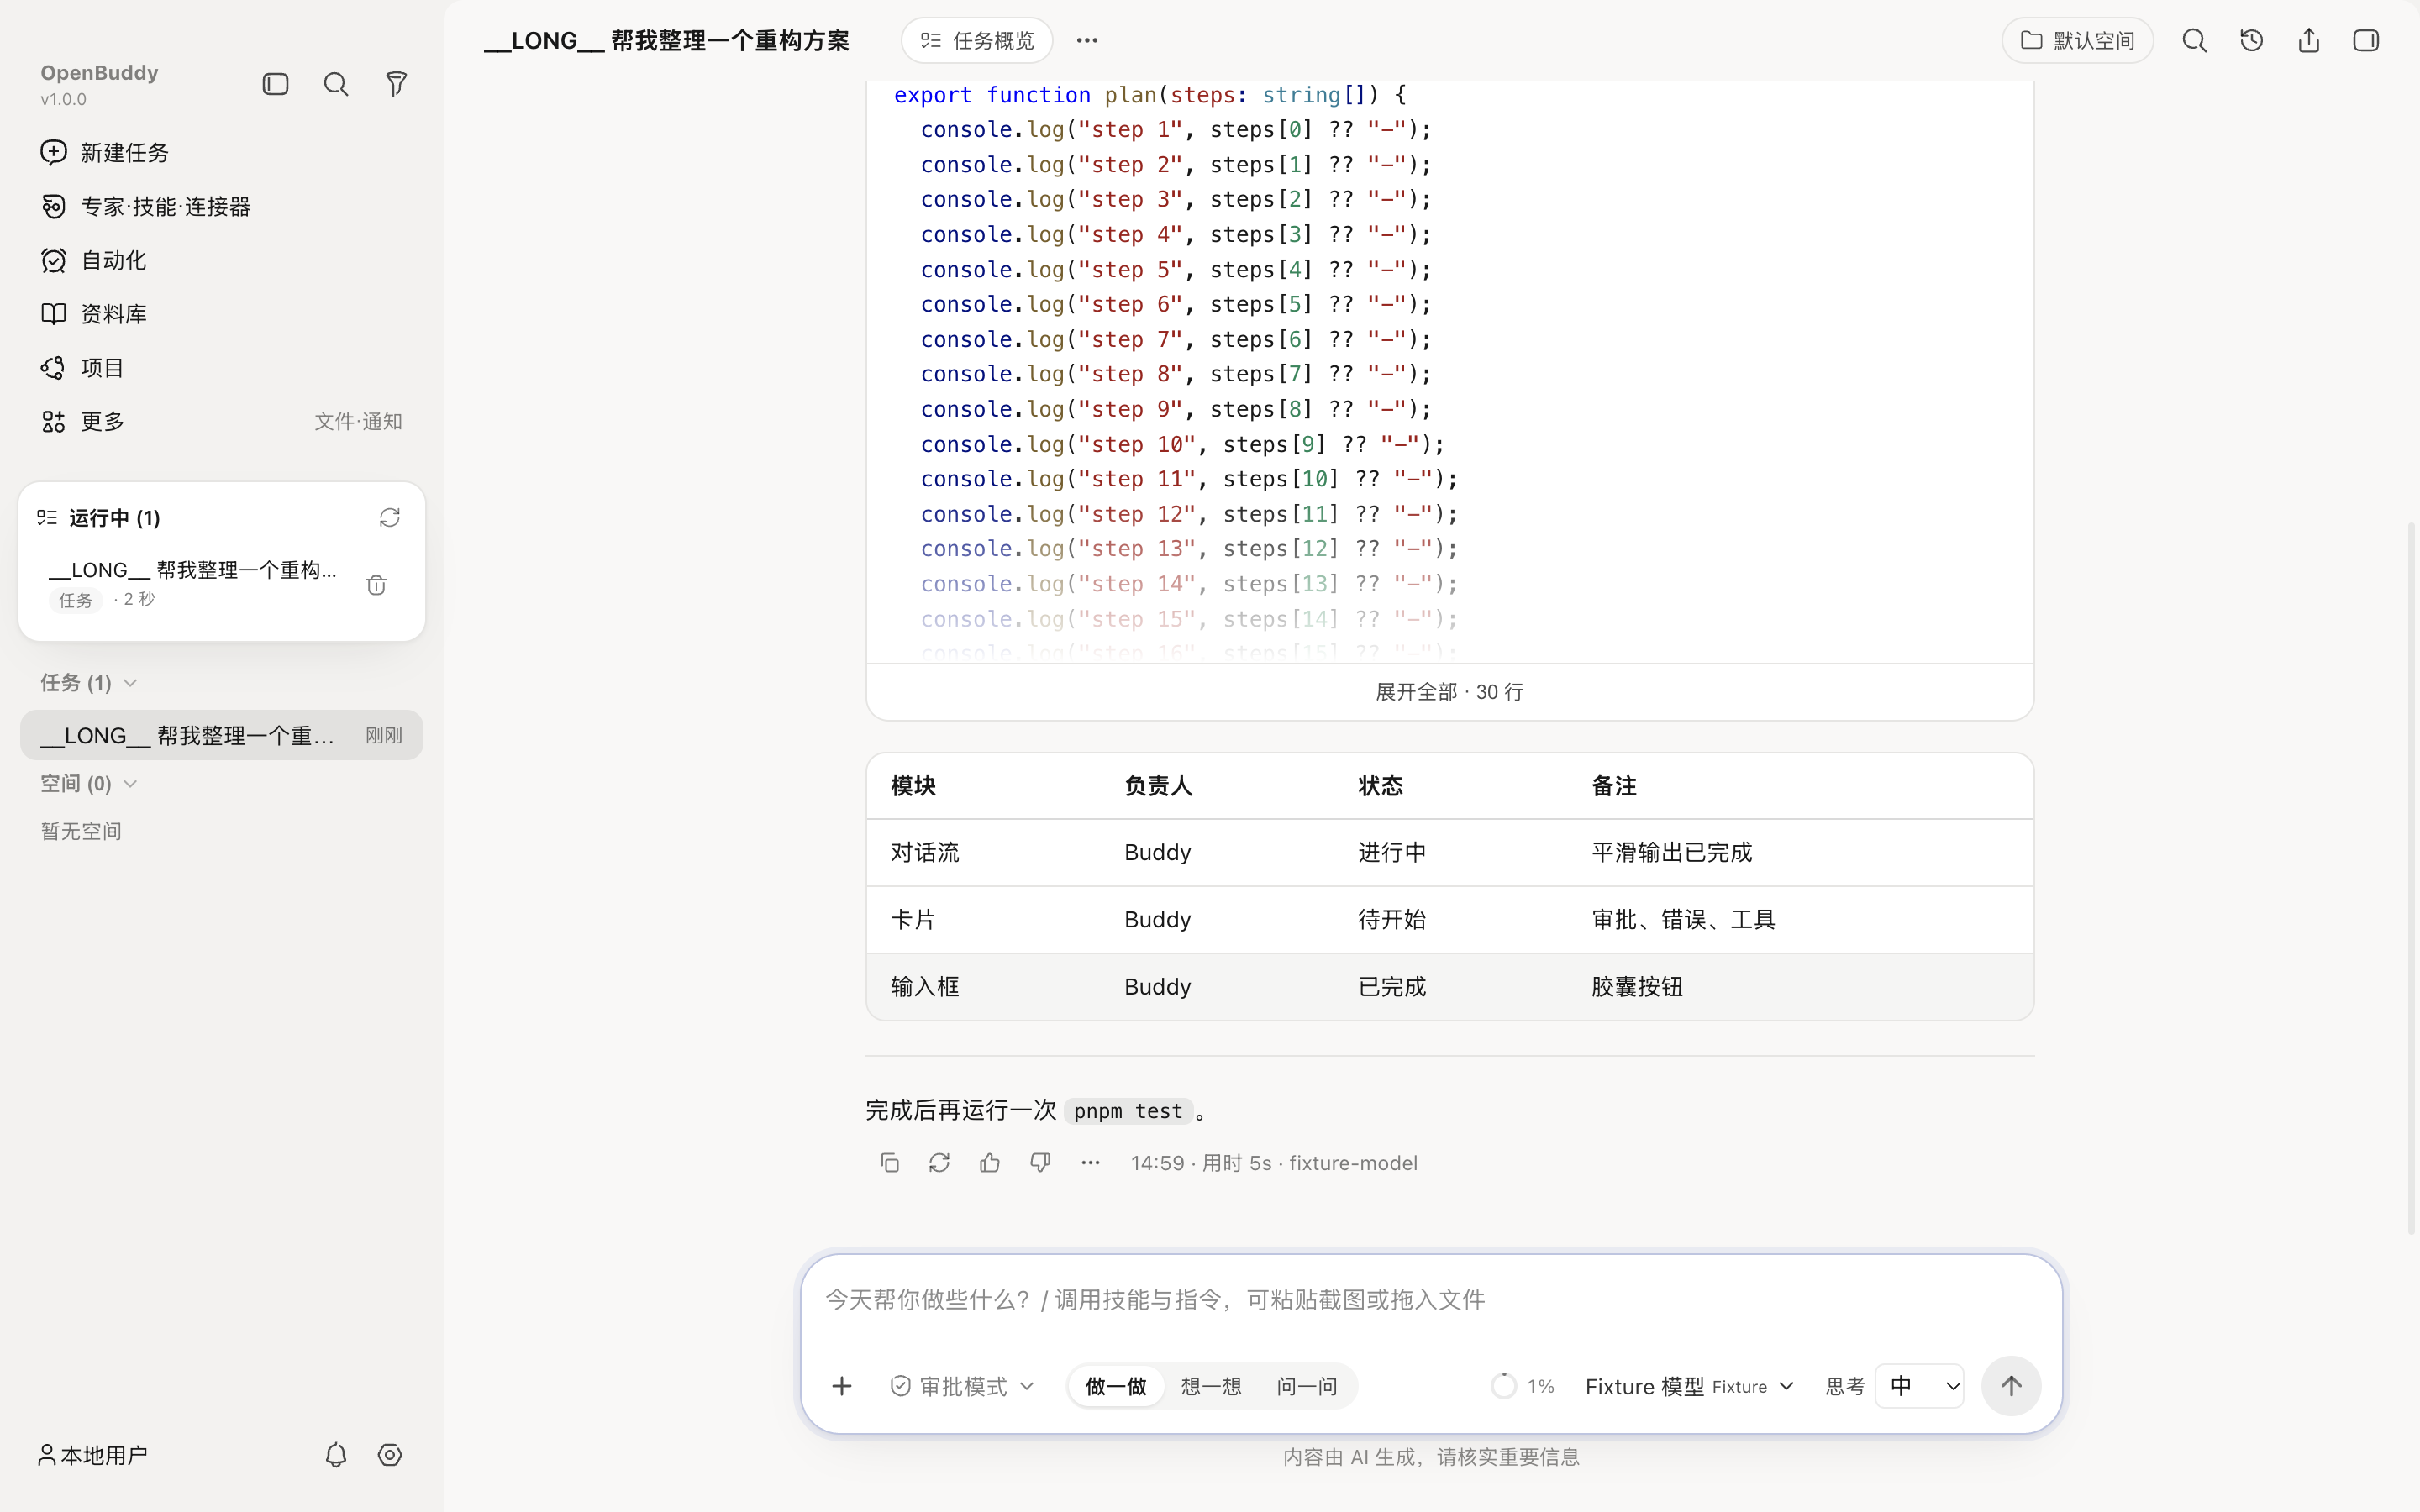 OpenBuddy
v1.0.0
新建任务
专家·技能·连接器
自动化
资料库
项目
更多 文件·通知
运行中 (1)
__LONG__ 帮我整理一个重构...
任务 · 2 秒
任务 (1)
__LONG__ 帮我整理一个重... 刚刚
空间 (0)
暂无空间
本地用户
__LONG__ 帮我整理一个重构方案 任务概览 默认空间
export function plan(steps: string[]) {
console.log("step 1", steps[0] ?? "—");
console.log("step 2", steps[1] ?? "—");
console.log("step 3", steps[2] ?? "—");
console.log("step 4", steps[3] ?? "—");
console.log("step 5", steps[4] ?? "—");
console.log("step 6", steps[5] ?? "—");
console.log("step 7", steps[6] ?? "—");
console.log("step 8", steps[7] ?? "—");
console.log("step 9", steps[8] ?? "—");
console.log("step 10", steps[9] ?? "—");
console.log("step 11", steps[10] ?? "—");
console.log("step 12", steps[11] ?? "—");
console.log("step 13", steps[12] ?? "—");
console.log("step 14", steps[13] ?? "—");
console.log("step 15", steps[14] ?? "—");
console.log("step 16", steps[15] ?? "—");
展开全部 · 30 行
模块 负责人 状态 备注
对话流 Buddy 进行中 平滑输出已完成
卡片 Buddy 待开始 审批、错误、工具
输入框 Buddy 已完成 胶囊按钮
完成后再运行一次 pnpm test 。
14:59 · 用时 5s · fixture-model
今天帮你做些什么？/ 调用技能与指令，可粘贴截图或拖入文件
审批模式 做一做 想一想 问一问 1% Fixture 模型 Fixture 思考 中
内容由 AI 生成，请核实重要信息